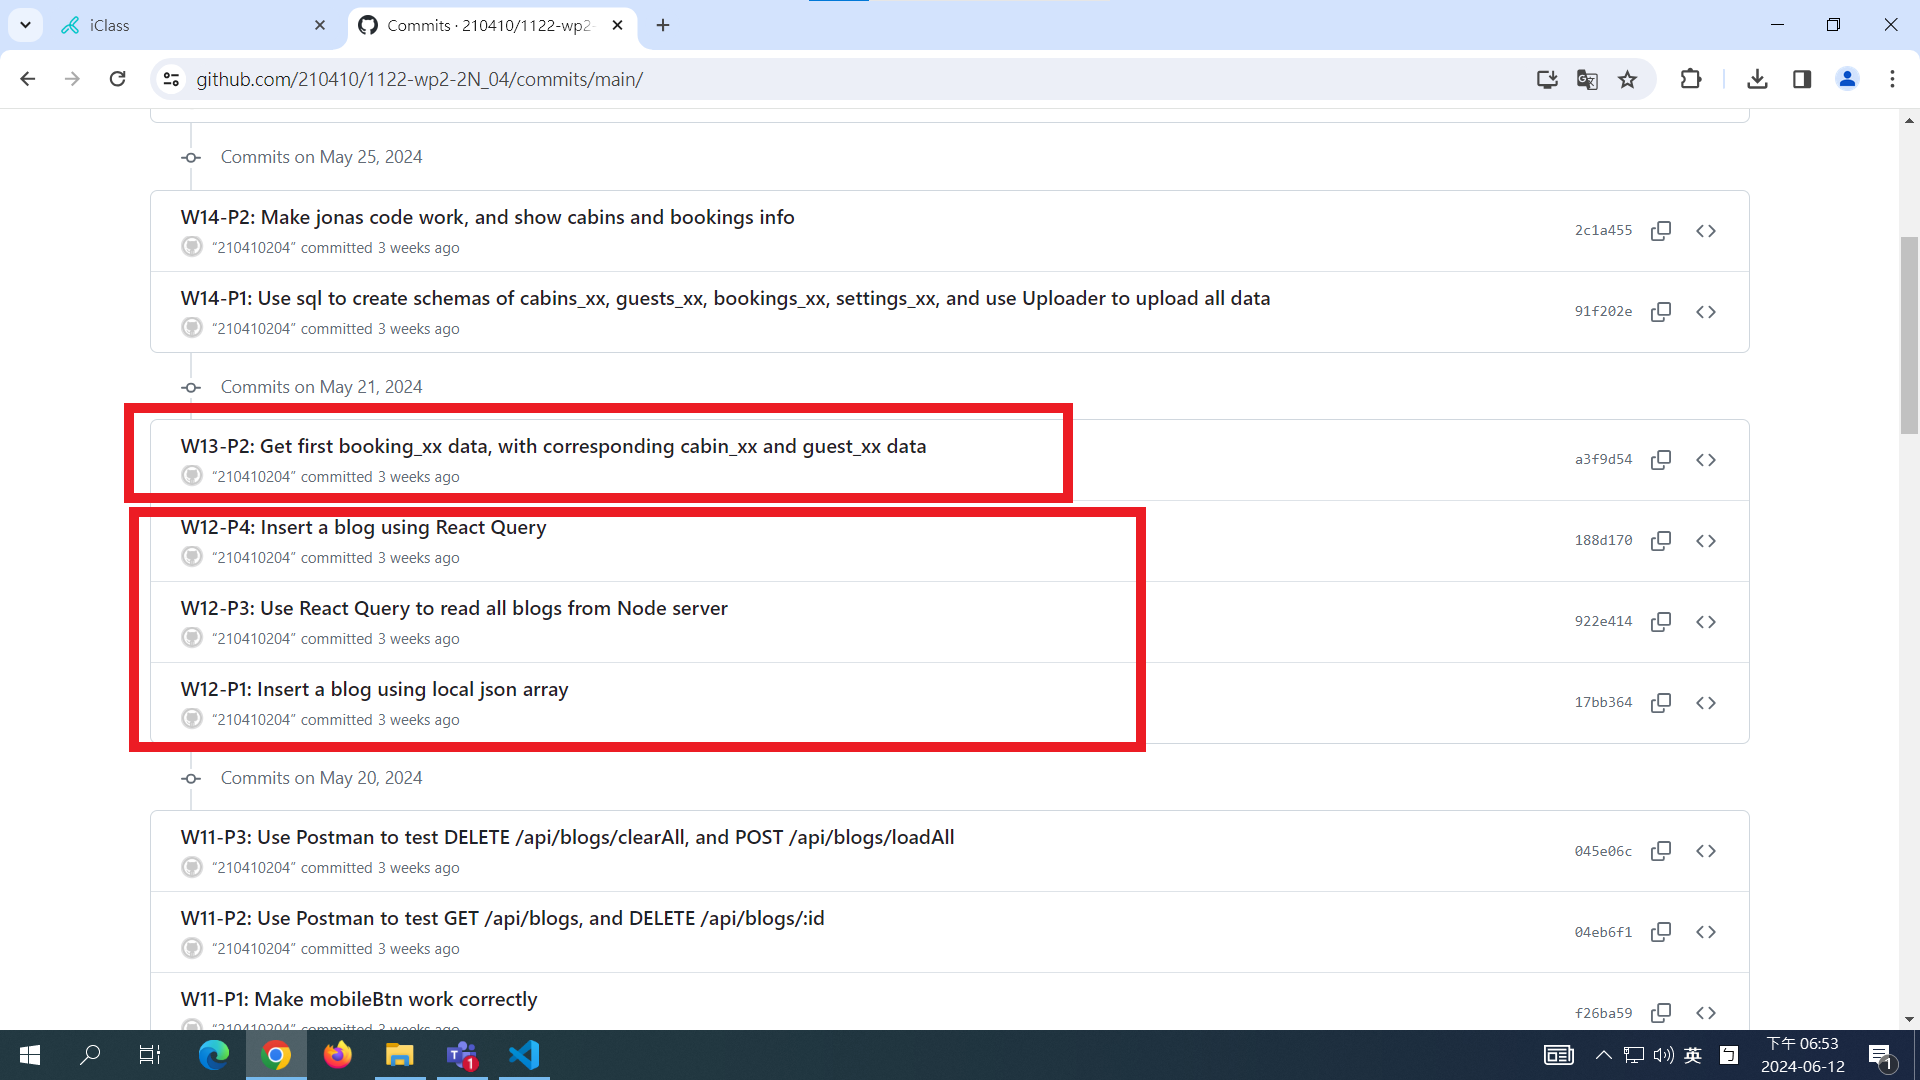 iClass
Commits · 210410/1122-wp2-
github.com/210410/1122-wp2-2N_04/commits/main/
Commits on May 25, 2024
W14-P2: Make jonas code work, and show cabins and bookings info
2c1a455
“210410204” committed 3 weeks ago
W14-P1: Use sql to create schemas of cabins_xx, guests_xx, bookings_xx, settings_xx, and use Uploader to upload all data
91f202e
“210410204” committed 3 weeks ago
Commits on May 21, 2024
W13-P2: Get first booking_xx data, with corresponding cabin_xx and guest_xx data
a3f9d54
“210410204” committed 3 weeks ago
W12-P4: Insert a blog using React Query
188d170
“210410204” committed 3 weeks ago
W12-P3: Use React Query to read all blogs from Node server
922e414
“210410204” committed 3 weeks ago
W12-P1: Insert a blog using local json array
17bb364
“210410204” committed 3 weeks ago
Commits on May 20, 2024
W11-P3: Use Postman to test DELETE /api/blogs/clearAll, and POST /api/blogs/loadAll
045e06c
“210410204” committed 3 weeks ago
W11-P2: Use Postman to test GET /api/blogs, and DELETE /api/blogs/:id
04eb6f1
“210410204” committed 3 weeks ago
W11-P1: Make mobileBtn work correctly
f26ba59
“210410204” committed 3 weeks ago
英
ㄅ
下午 06:53
2024-06-12
1
1